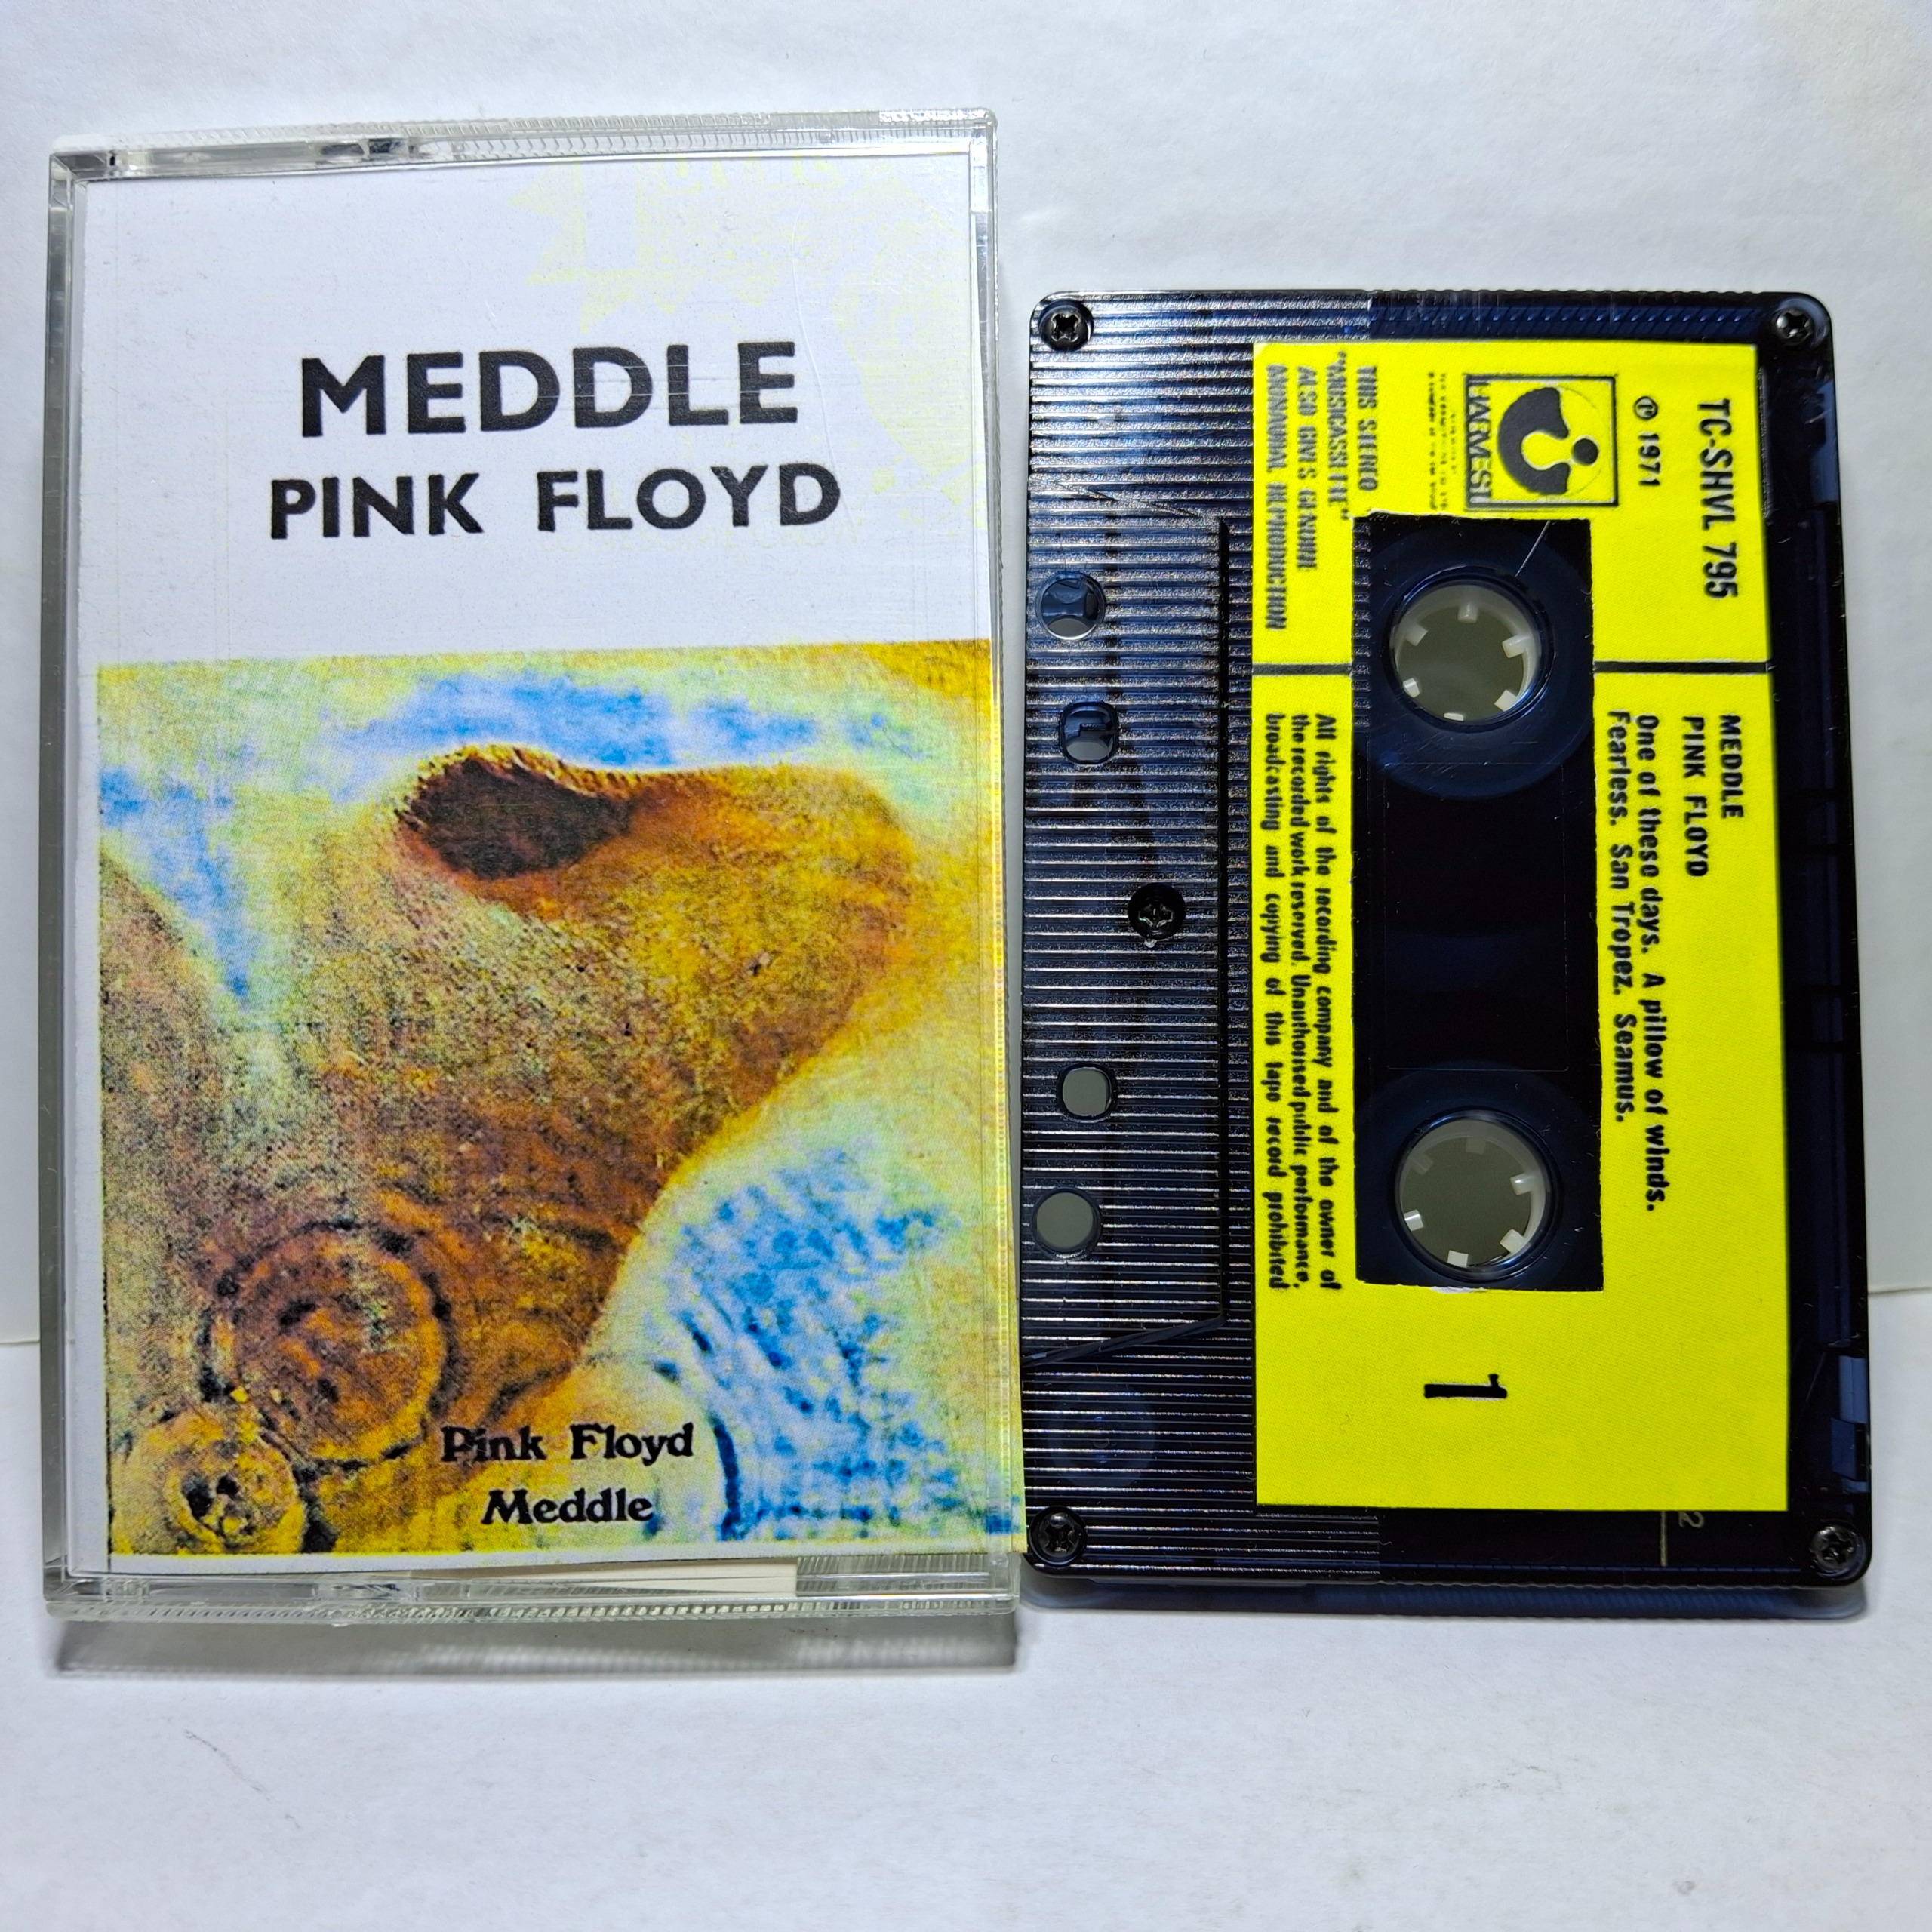 MEDDLE
PINK FLOYD
Pink Floyd
Meddle
TC-SHVL 795
℗ 1971
HARVEST
THIS STEREO
"MUSICASSETTE"
ALSO GIVES GENUINE
MONAURAL REPRODUCTION
MEDDLE
PINK FLOYD
One of these days. A pillow of winds.
Fearless. San Tropez. Seamus.
All rights of the recording company and of the owner of
the recorded work reserved. Unauthorised public performance,
broadcasting and copying of this tape record prohibited
1
2